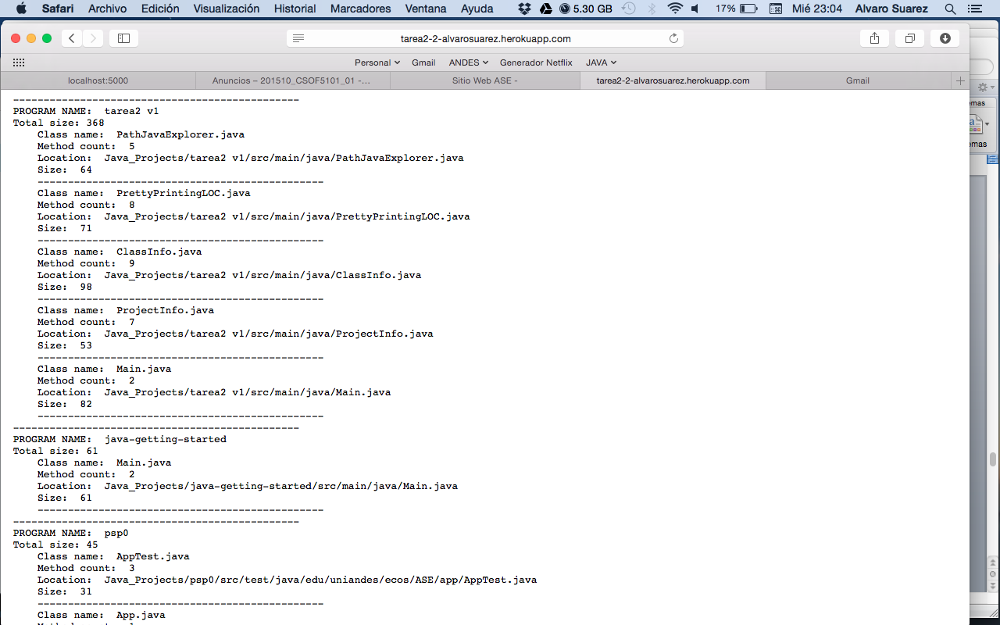 Safari Archivo Edición Visualización Historial Marcadores Ventana Ayuda 5.30 GB 17% Mié 23:04 Alvaro Suarez
tarea2-2-alvarosuarez.herokuapp.com
Personal Gmail ANDES Generador Netflix JAVA
localhost:5000 Anuncios – 201510_CSOF5101_01 -... Sitio Web ASE - tarea2-2-alvarosuarez.herokuapp.com Gmail
-----------------------------------------------
PROGRAM NAME:  tarea2 v1
Total size: 368
Class name:  PathJavaExplorer.java
Method count:  5
Location:  Java_Projects/tarea2 v1/src/main/java/PathJavaExplorer.java
Size:  64
-----------------------------------------------
Class name:  PrettyPrintingLOC.java
Method count:  8
Location:  Java_Projects/tarea2 v1/src/main/java/PrettyPrintingLOC.java
Size:  71
-----------------------------------------------
Class name:  ClassInfo.java
Method count:  9
Location:  Java_Projects/tarea2 v1/src/main/java/ClassInfo.java
Size:  98
-----------------------------------------------
Class name:  ProjectInfo.java
Method count:  7
Location:  Java_Projects/tarea2 v1/src/main/java/ProjectInfo.java
Size:  53
-----------------------------------------------
Class name:  Main.java
Method count:  2
Location:  Java_Projects/tarea2 v1/src/main/java/Main.java
Size:  82
-----------------------------------------------
-----------------------------------------------
PROGRAM NAME:  java-getting-started
Total size: 61
Class name:  Main.java
Method count:  2
Location:  Java_Projects/java-getting-started/src/main/java/Main.java
Size:  61
-----------------------------------------------
-----------------------------------------------
PROGRAM NAME:  psp0
Total size: 45
Class name:  AppTest.java
Method count:  3
Location:  Java_Projects/psp0/src/test/java/edu/uniandes/ecos/ASE/app/AppTest.java
Size:  31
-----------------------------------------------
Class name:  App.java
emas
emas